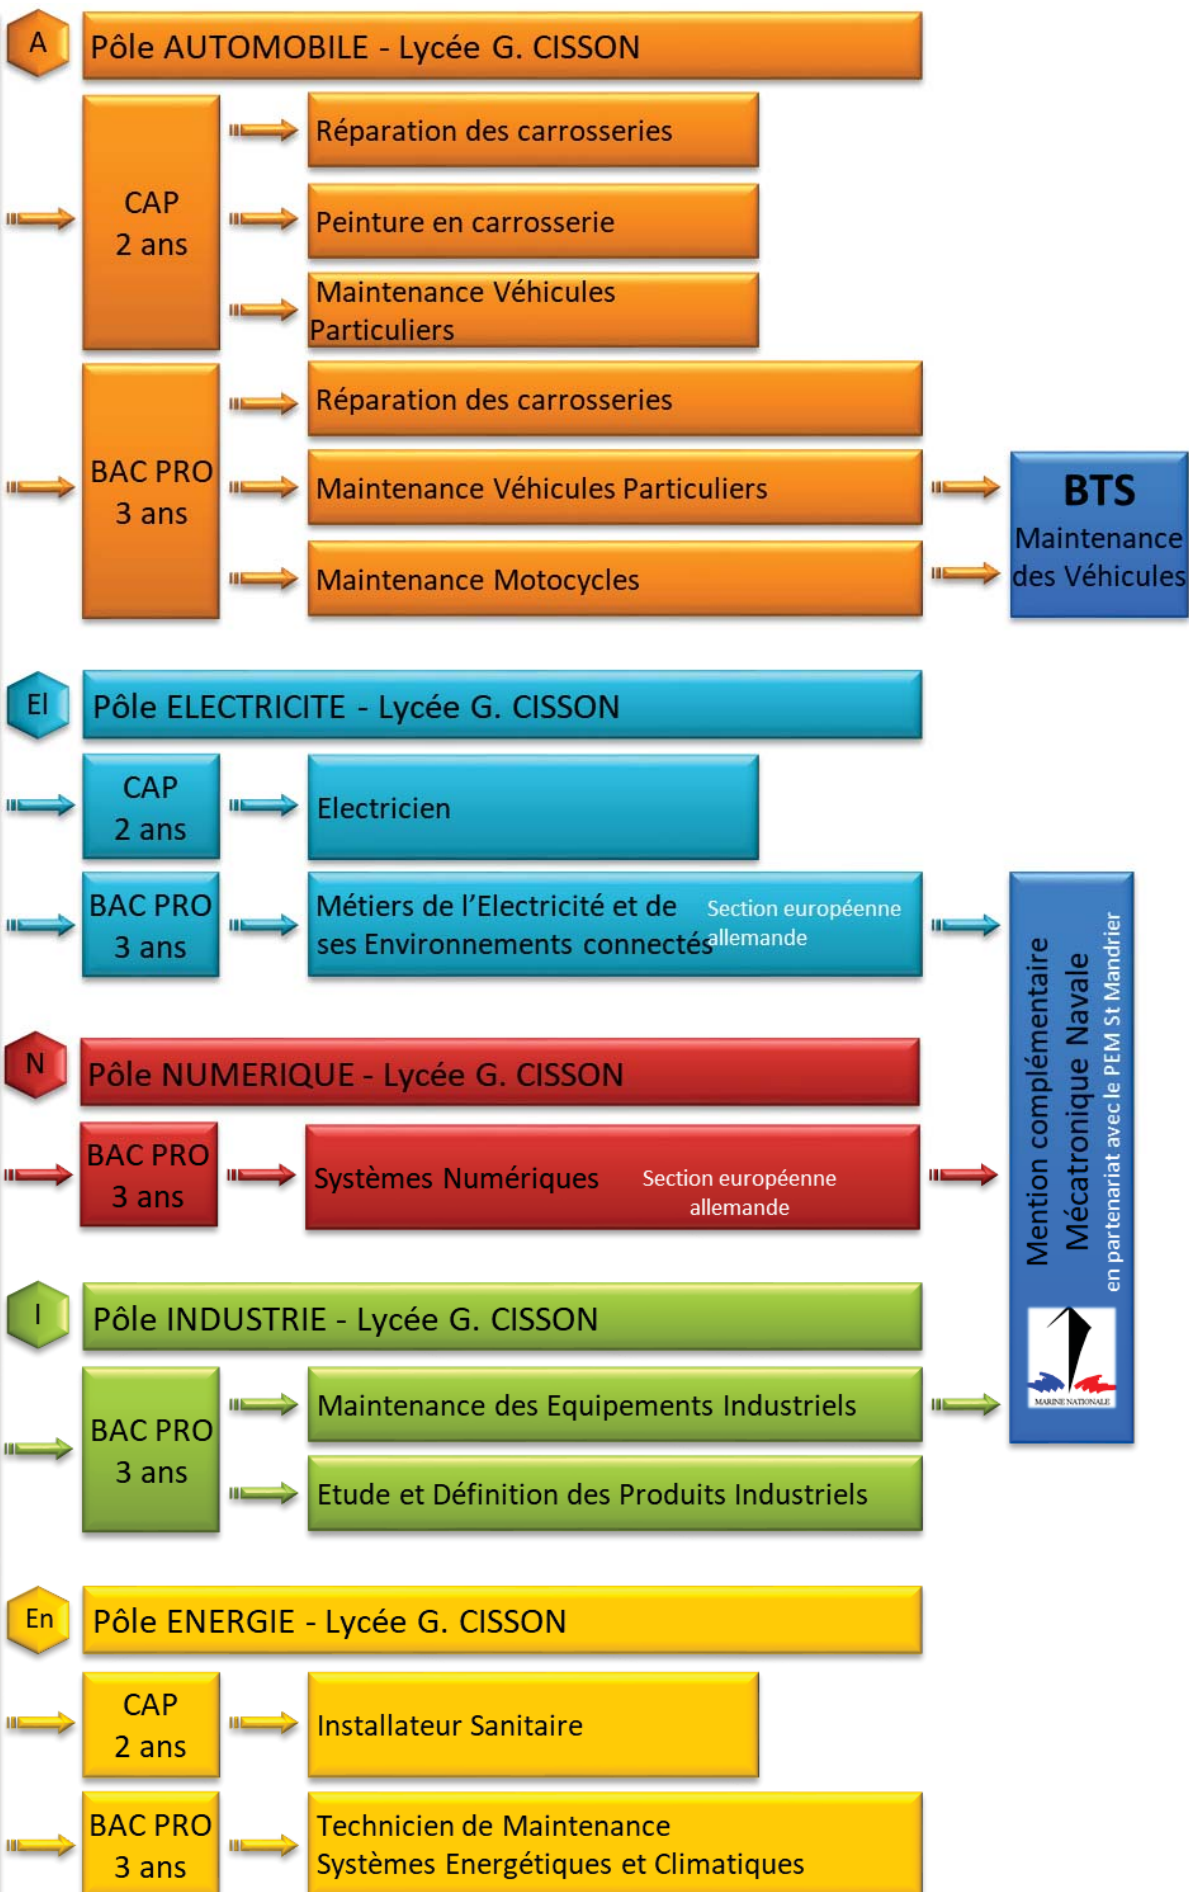 A
Pôle AUTOMOBILE - Lycée G. CISSON
CAP
2 ans
Réparation des carrosseries
Peinture en carrosserie
Maintenance Véhicules
Particuliers
BAC PRO
3 ans
Réparation des carrosseries
Maintenance Véhicules Particuliers
Maintenance Motocycles
BTS
Maintenance
des Véhicules
El
Pôle ELECTRICITE - Lycée G. CISSON
CAP
2 ans
Electricien
BAC PRO
3 ans
Métiers de l'Electricité et de
ses Environnements connectés
Section européenne
allemande
N
Pôle NUMERIQUE - Lycée G. CISSON
BAC PRO
3 ans
Systèmes Numériques
Section européenne
allemande
Mention complémentaire
Mécatronique Navale
en partenariat avec le PEM St Mandrier
MARINE NATIONALE
I
Pôle INDUSTRIE - Lycée G. CISSON
BAC PRO
3 ans
Maintenance des Equipements Industriels
Etude et Définition des Produits Industriels
En
Pôle ENERGIE - Lycée G. CISSON
CAP
2 ans
Installateur Sanitaire
BAC PRO
3 ans
Technicien de Maintenance
Systèmes Energétiques et Climatiques